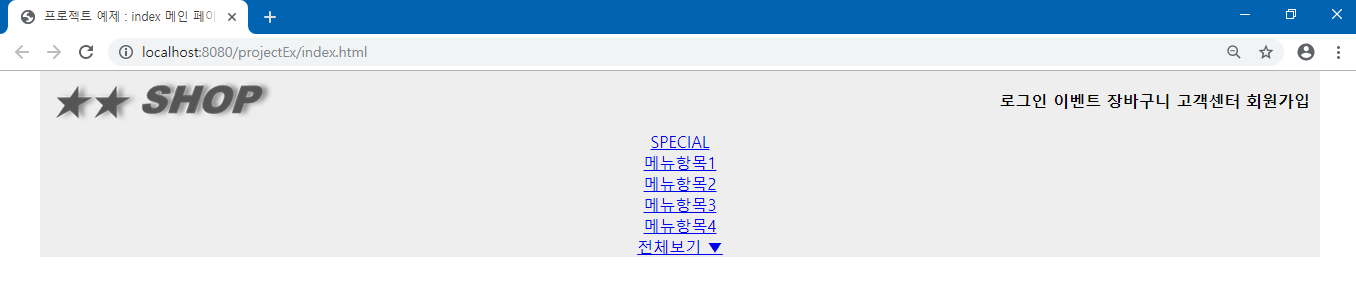 프로젝트 예제 : index 메인 페이
localhost:8080/projectEx/index.html
★★ SHOP
로그인 이벤트 장바구니 고객센터 회원가입
SPECIAL
메뉴항목1
메뉴항목2
메뉴항목3
메뉴항목4
전체보기 ▼